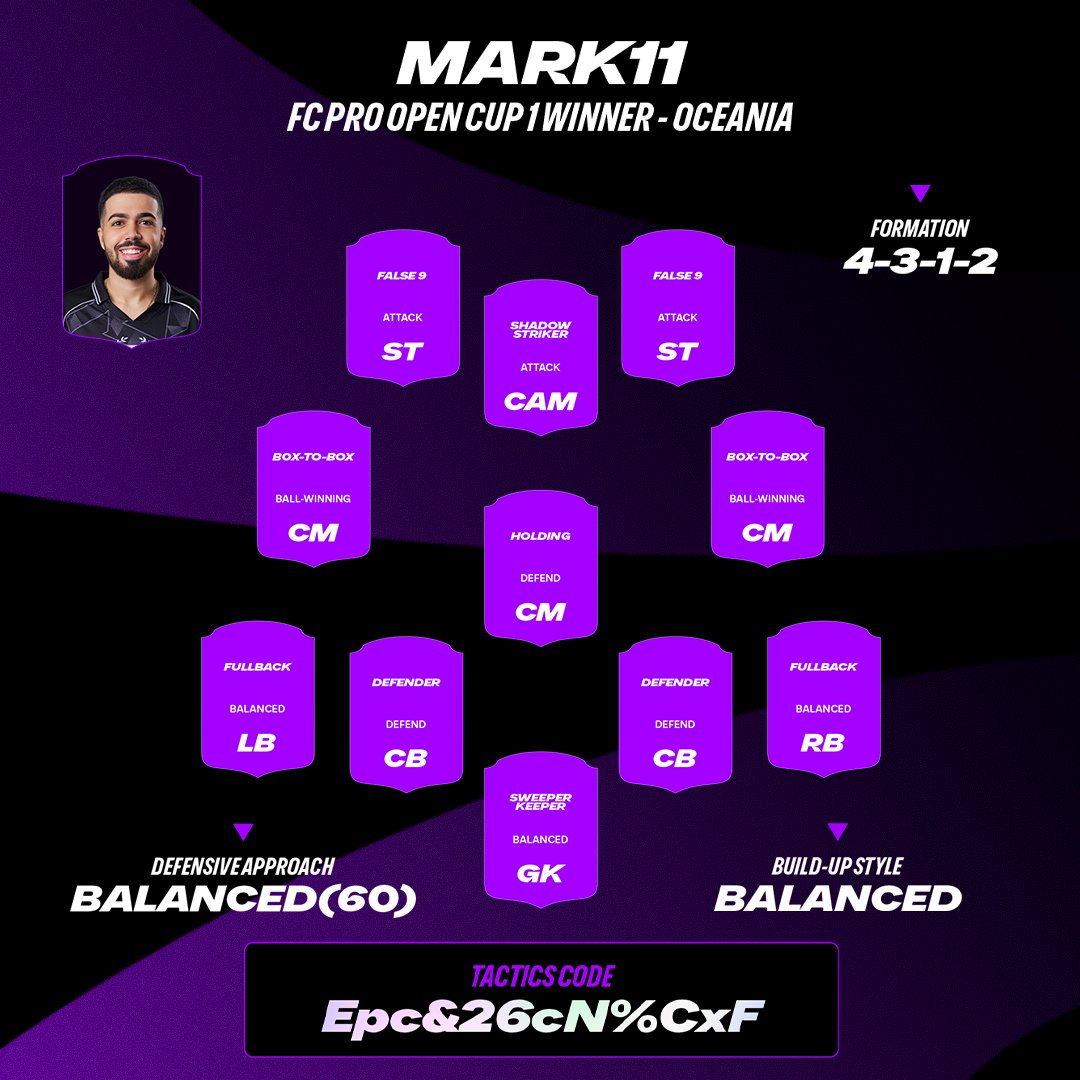 MARK11
FC PRO OPEN CUP 1 WINNER - OCEANIA
FORMATION
4-3-1-2
FALSE 9
ATTACK
ST
SHADOW
STRIKER
ATTACK
CAM
FALSE 9
ATTACK
ST
BOX-TO-BOX
BALL-WINNING
CM
HOLDING
DEFEND
CM
BOX-TO-BOX
BALL-WINNING
CM
FULLBACK
BALANCED
LB
DEFENDER
DEFEND
CB
DEFENDER
DEFEND
CB
FULLBACK
BALANCED
RB
SWEEPER
KEEPER
BALANCED
GK
DEFENSIVE APPROACH
BALANCED(60)
BUILD-UP STYLE
BALANCED
TACTICS CODE
Epc&26cN%CxF